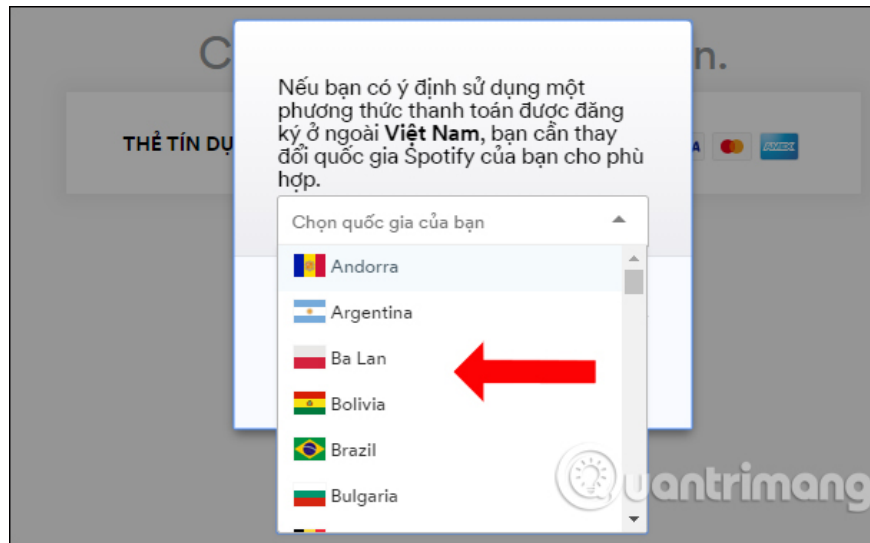 C n.
Nếu bạn có ý định sử dụng một
phương thức thanh toán được đăng
ký ở ngoài Việt Nam, bạn cần thay
đổi quốc gia Spotify của bạn cho phù
hợp.
THẺ TÍN DỤ
AMEX
Chọn quốc gia của bạn
Andorra
Argentina
Ba Lan
Bolivia
Brazil
Bulgaria
uantrimang